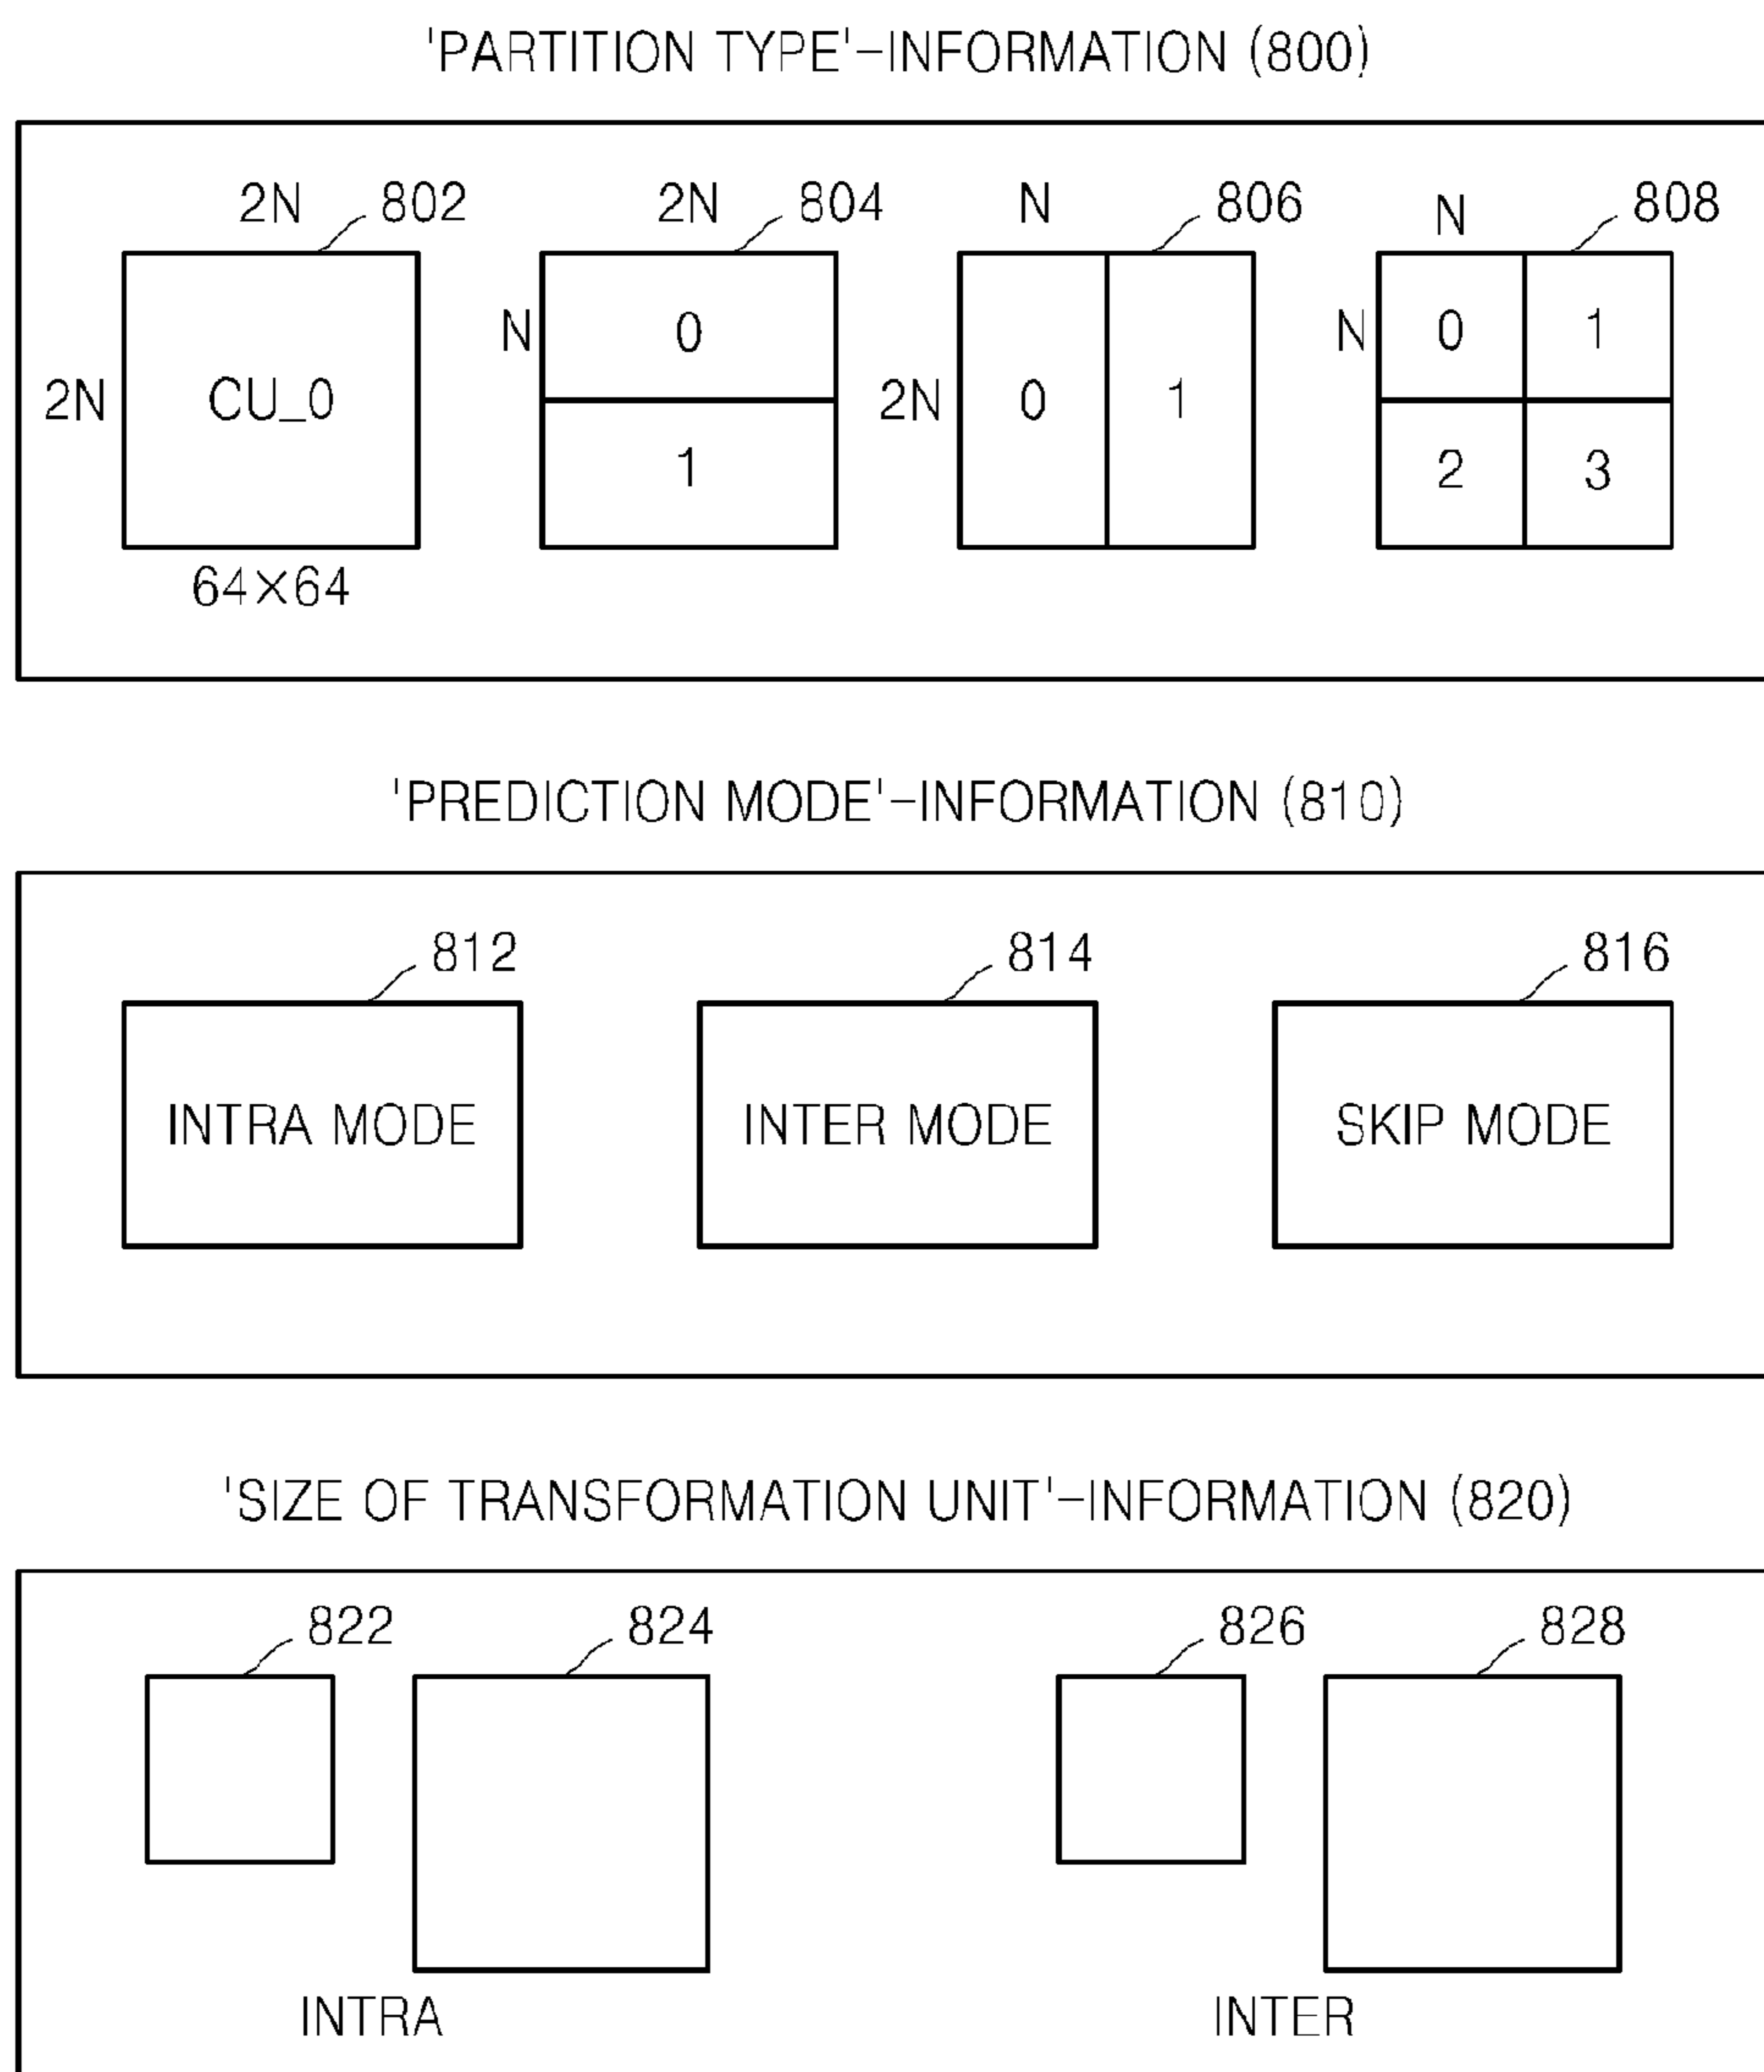 'PARTITION TYPE'-INFORMATION (800)
2N 802 2N 804 N 806 N 808
N 0 N 0 1
2N CU_0 2N 0 1
1 2 3
64×64
'PREDICTION MODE'-INFORMATION (810)
812 814 816
INTRA MODE INTER MODE SKIP MODE
'SIZE OF TRANSFORMATION UNIT'-INFORMATION (820)
822 824 826 828
INTRA INTER